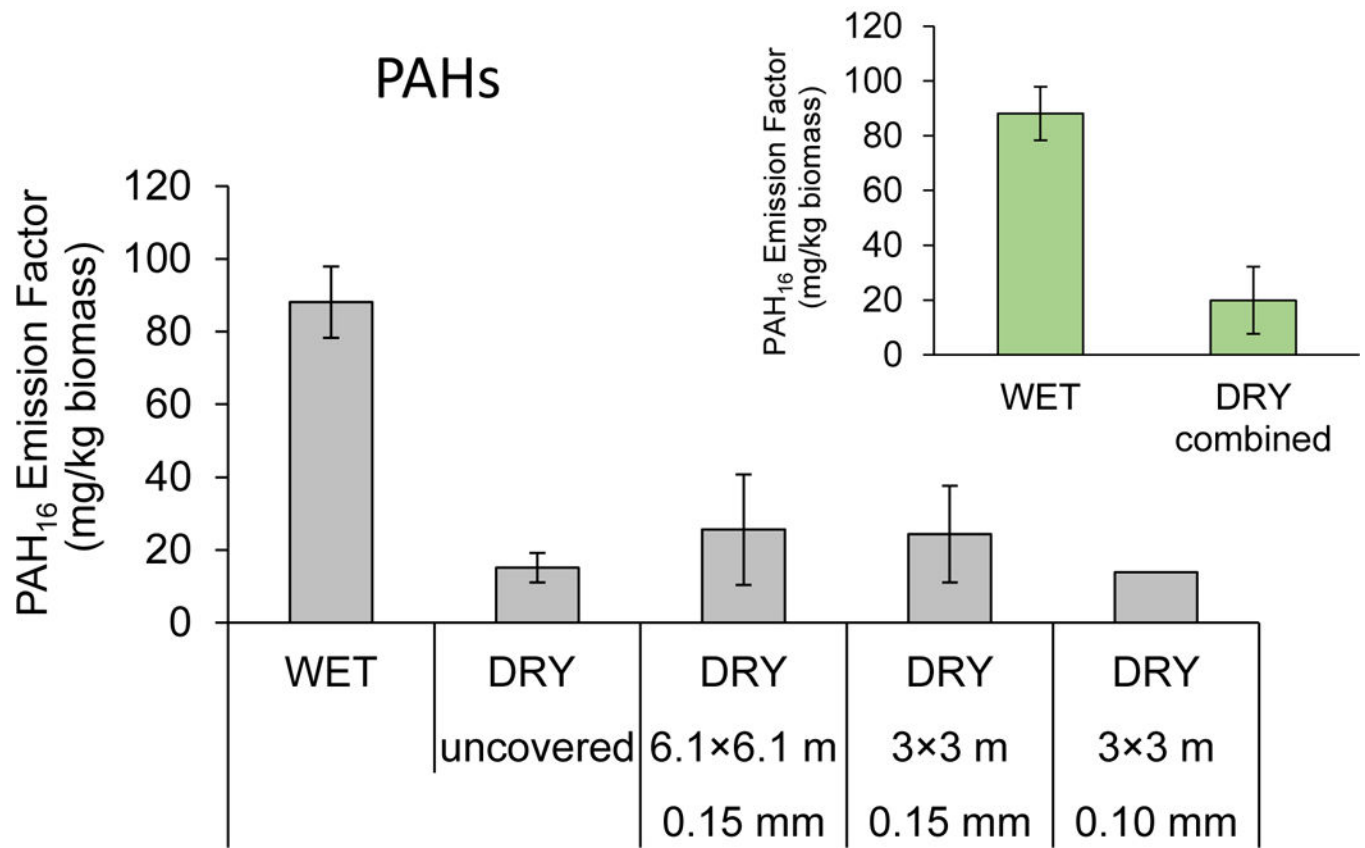 PAHs
PAH₁₆ Emission Factor
(mg/kg biomass)
120
100
80
60
40
20
0
WET
DRY
combined
PAH₁₆ Emission Factor
(mg/kg biomass)
120
100
80
60
40
20
0
WET DRY DRY DRY DRY
uncovered 6.1×6.1 m 3×3 m 3×3 m
0.15 mm 0.15 mm 0.10 mm